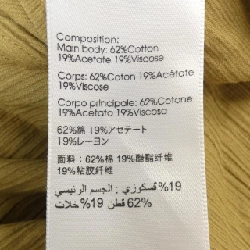 Composition:
Main body: 62%Cotton
19%Acetate 19%Viscose
Corps: 62%Coton 19%Acétate
19%Viscose
Corpo principale: 62%Cotone
19%Acetato 19%Viscosa
62%綿 19%アセテート
19%レーヨン
面料：62%棉 19%醋酯纤维
19%粘胶纤维
الجسم الرئيسي : فسكوزي 19%
62% قطن 19% خلات